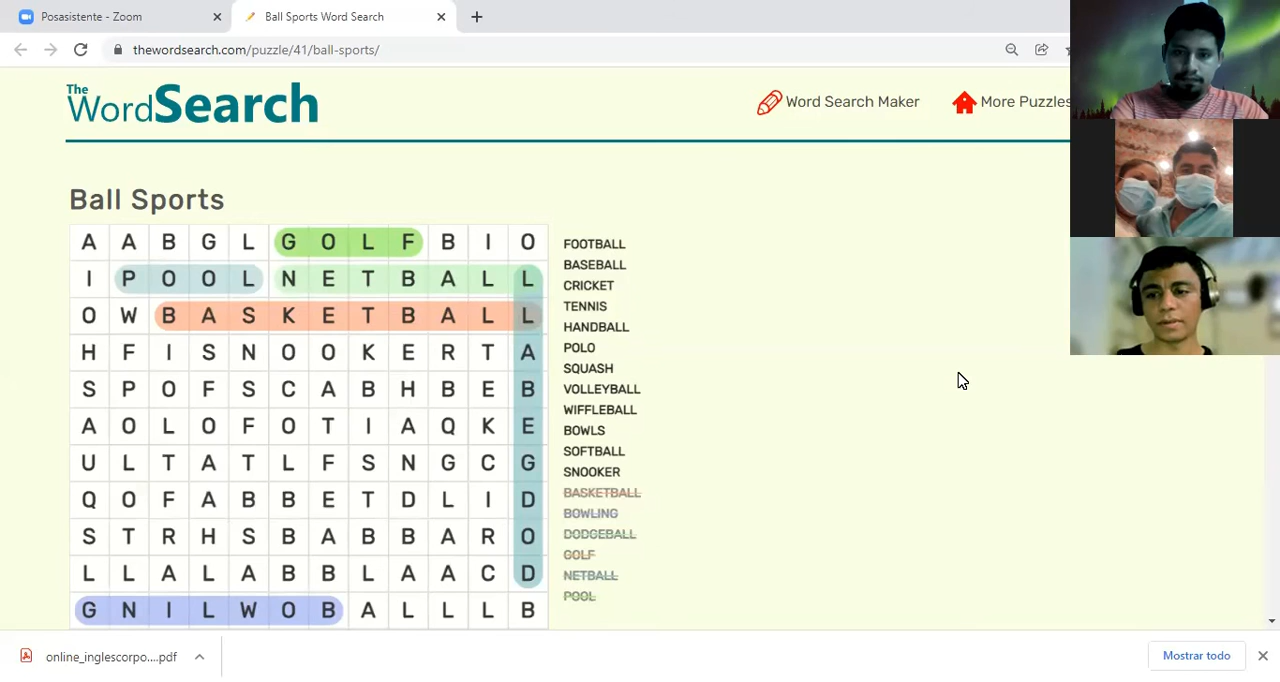 Posasistente - Zoom
Ball Sports Word Search
thewordsearch.com/puzzle/41/ball-sports/
The WordSearch
Word Search Maker
More Puzzles
Ball Sports
A A B G L G O L F B I O
I P O O L N E T B A L L
O W B A S K E T B A L L
H F I S N O O K E R T A
S P O F S C A B H B E B
A O L O F O T I A Q K E
U L T A T L F S N G C G
Q O F A B B E T D L I D
S T R H S B A B B A R O
L L A L A B B L A A C D
G N I L W O B A L L L B
FOOTBALL
BASEBALL
CRICKET
TENNIS
HANDBALL
POLO
SQUASH
VOLLEYBALL
WIFFLEBALL
BOWLS
SOFTBALL
SNOOKER
BASKETBALL
BOWLING
DODGEBALL
GOLF
NETBALL
POOL
online_inglescorpo....pdf
Mostrar todo